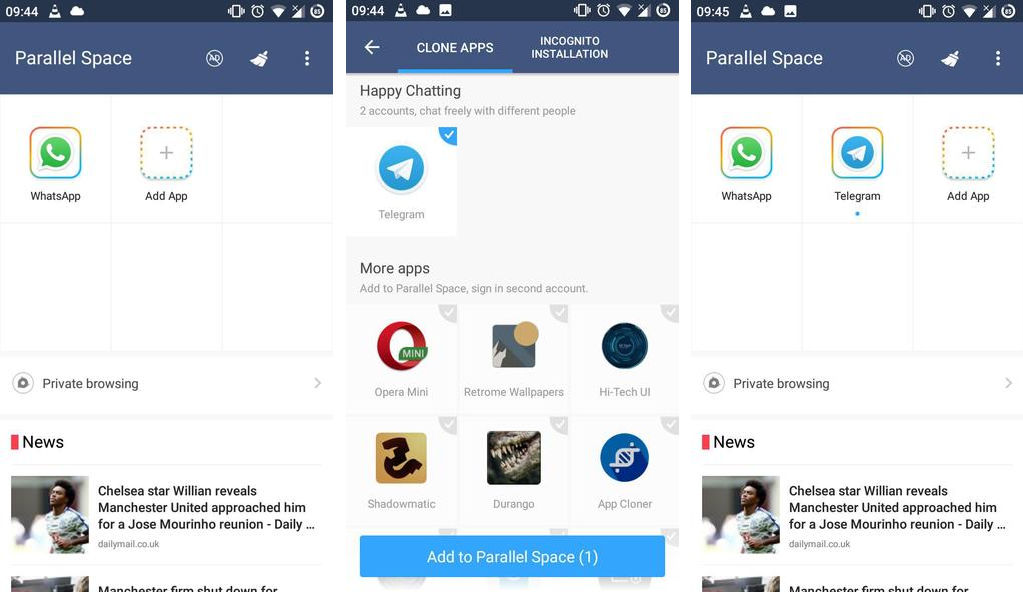 09:44
85
Parallel Space
AD
WhatsApp
Add App
Private browsing
News
Chelsea star Willian reveals
Manchester United approached him
for a Jose Mourinho reunion - Daily ...
dailymail.co.uk
Manchester firm shut down for
09:44
85
CLONE APPS
INCOGNITO
INSTALLATION
Happy Chatting
2 accounts, chat freely with different people
Telegram
More apps
Add to Parallel Space, sign in second account.
MINI
Opera Mini
Retrome Wallpapers
Hi-Tech UI
Shadowmatic
Durango
App Cloner
Add to Parallel Space (1)
09:45
85
Parallel Space
AD
WhatsApp
Telegram
Add App
Private browsing
News
Chelsea star Willian reveals
Manchester United approached him
for a Jose Mourinho reunion - Daily ...
dailymail.co.uk
Manchester firm shut down for